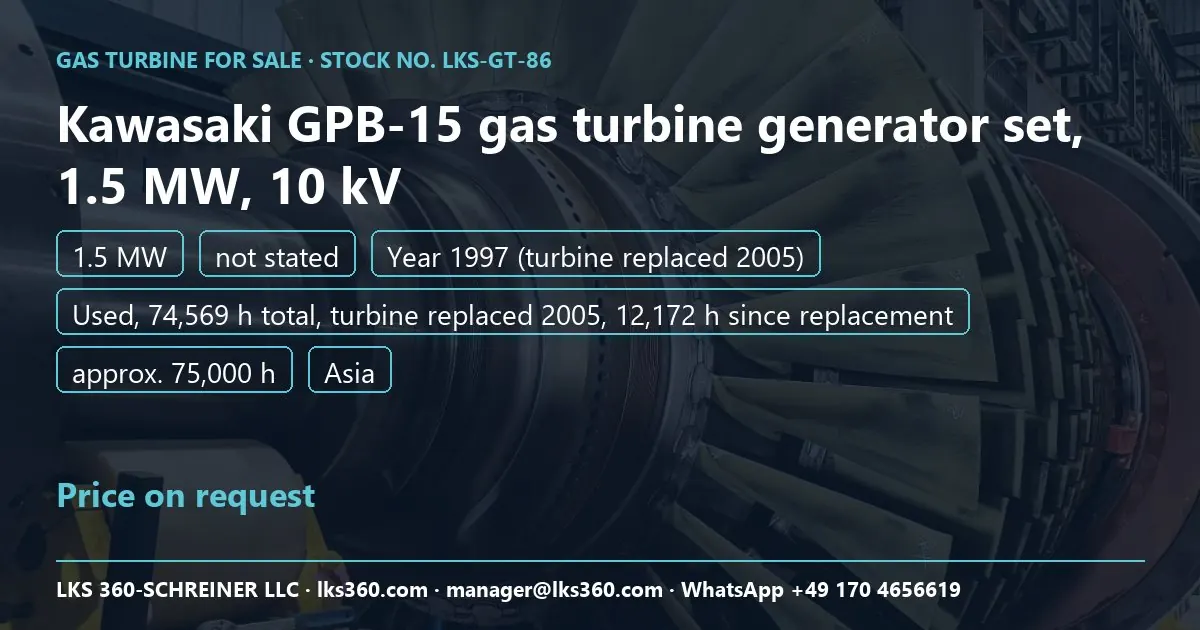 GAS TURBINE FOR SALE · STOCK NO. LKS-GT-86
Kawasaki GPB-15 gas turbine generator set,
1.5 MW, 10 kV
1.5 MW not stated Year 1997 (turbine replaced 2005)
Used, 74,569 h total, turbine replaced 2005, 12,172 h since replacement
approx. 75,000 h Asia
Price on request
LKS 360-SCHREINER LLC · lks360.com · manager@lks360.com · WhatsApp +49 170 4656619